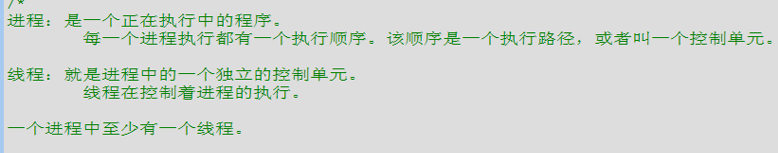 /*
进程：是一个正在执行中的程序。
每一个进程执行都有一个执行顺序。该顺序是一个执行路径，或者叫一个控制单元。
线程：就是进程中的一个独立的控制单元。
线程在控制着进程的执行。
一个进程中至少有一个线程。